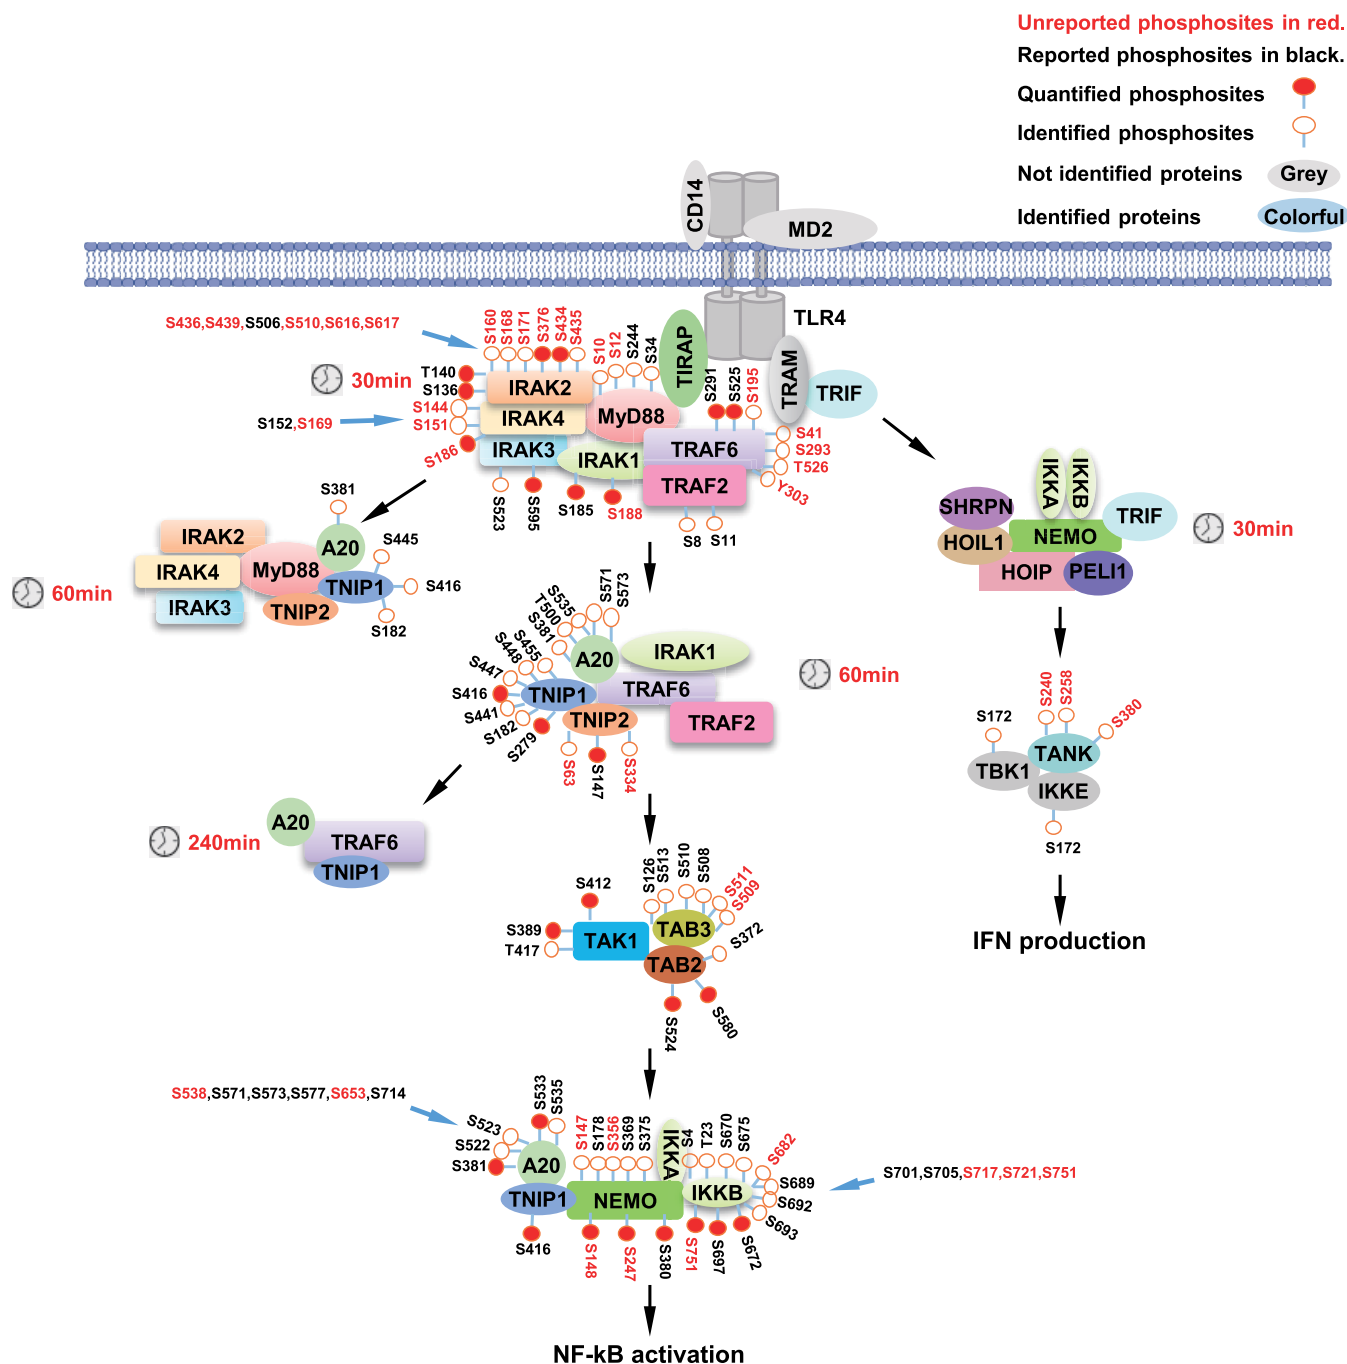 Unreported phosphosites in red.
Reported phosphosites in black.
Quantified phosphosites
Identified phosphosites
Not identified proteins Grey
Identified proteins Colorful
CD14
MD2
TLR4
S436,S439,S506,S510,S616,S617
S160
S168
S171
S376
S434
S435
S10
S12
S244
S34
TIRAP
TRAM
TRIF
30min
T140
S136
S144
S151
S152,S169
S186
IRAK2
IRAK4
IRAK3
MyD88
IRAK1
TRAF6
TRAF2
S291
S525
S195
S41
S293
T526
Y303
S523
S595
S185
S188
S8
S11
S381
A20
S445
S416
S182
IRAK2
IRAK4
IRAK3
MyD88
TNIP1
TNIP2
60min
IKKA
IKKB
SHRPN
HOIL1
NEMO
HOIP
PELI1
TRIF
30min
S571
S573
S535
T500
S381
S455
S448
S447
S416
S441
S182
S279
A20
IRAK1
TNIP1
TRAF6
TNIP2
TRAF2
S63
S147
S334
60min
S240
S258
S380
S172
TBK1
TANK
IKKE
S172
IFN production
240min
A20
TRAF6
TNIP1
S412
S389
T417
TAK1
S126
S513
S510
S508
S511
S509
TAB3
TAB2
S372
S524
S580
S538,S571,S573,S577,S653,S714
S523
S522
S381
S533
S535
A20
TNIP1
S416
S147
S178
S356
S369
S375
NEMO
S148
S247
S380
IKKA
S4
T23
S670
S675
S682
S689
S692
S693
IKKB
S751
S697
S672
S701,S705,S717,S721,S751
NF-kB activation